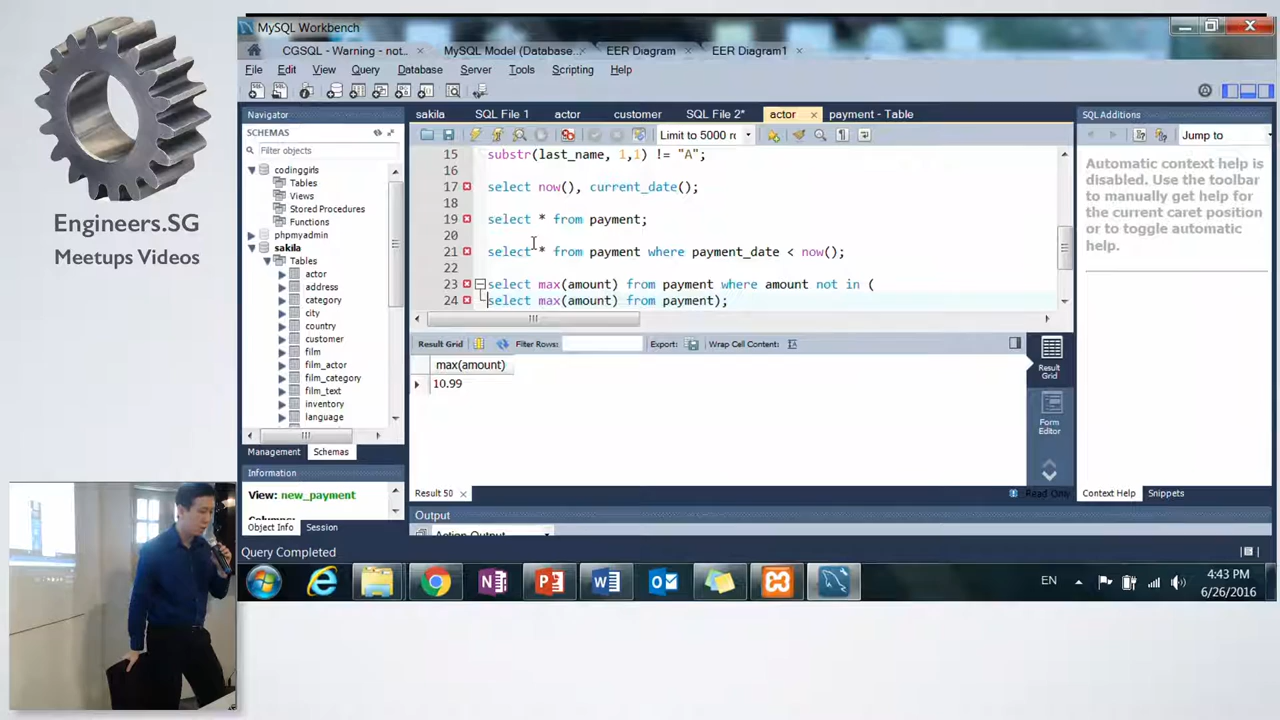 Engineers.SG
Meetups Videos
MySQL Workbench
CGSQL - Warning - not... × MySQL Model (Database... × EER Diagram × EER Diagram1 ×
File Edit View Query Database Server Tools Scripting Help
Navigator
SCHEMAS
Filter objects
codinggirls
Tables
Views
Stored Procedures
Functions
phpmyadmin
sakila
Tables
actor
address
category
city
country
customer
film
film_actor
film_category
film_text
inventory
language
Management Schemas
Information
View: new_payment
Object Info Session
Query Completed
sakila SQL File 1 actor customer SQL File 2* actor × payment - Table
Limit to 5000 ro
15 substr(last_name, 1,1) != "A";
16
17 select now(), current_date();
18
19 select * from payment;
20
21 select * from payment where payment_date < now();
22
23 select max(amount) from payment where amount not in (
24 select max(amount) from payment);
Result Grid Filter Rows: Export: Wrap Cell Content:
max(amount)
10.99
Result Grid
Form Editor
Result 50 ×
Read Only
Output
Action Output
SQL Additions
Jump to
Automatic context help is
disabled. Use the toolbar
to manually get help for
the current caret position
or to toggle automatic
help.
Context Help Snippets
EN
4:43 PM
6/26/2016